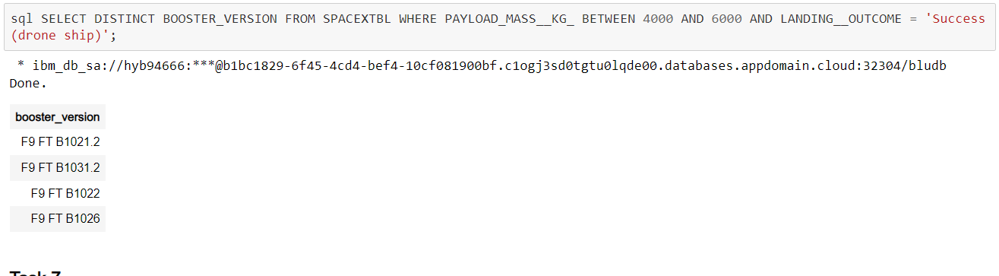 sql SELECT DISTINCT BOOSTER_VERSION FROM SPACEXTBL WHERE PAYLOAD_MASS__KG_ BETWEEN 4000 AND 6000 AND LANDING__OUTCOME = 'Success
(drone ship)';
* ibm_db_sa://hyb94666:***@b1bc1829-6f45-4cd4-bef4-10cf081900bf.c1ogj3sd0tgtu0lqde00.databases.appdomain.cloud:32304/bludb
Done.
booster_version
F9 FT B1021.2
F9 FT B1031.2
F9 FT B1022
F9 FT B1026
Task 7